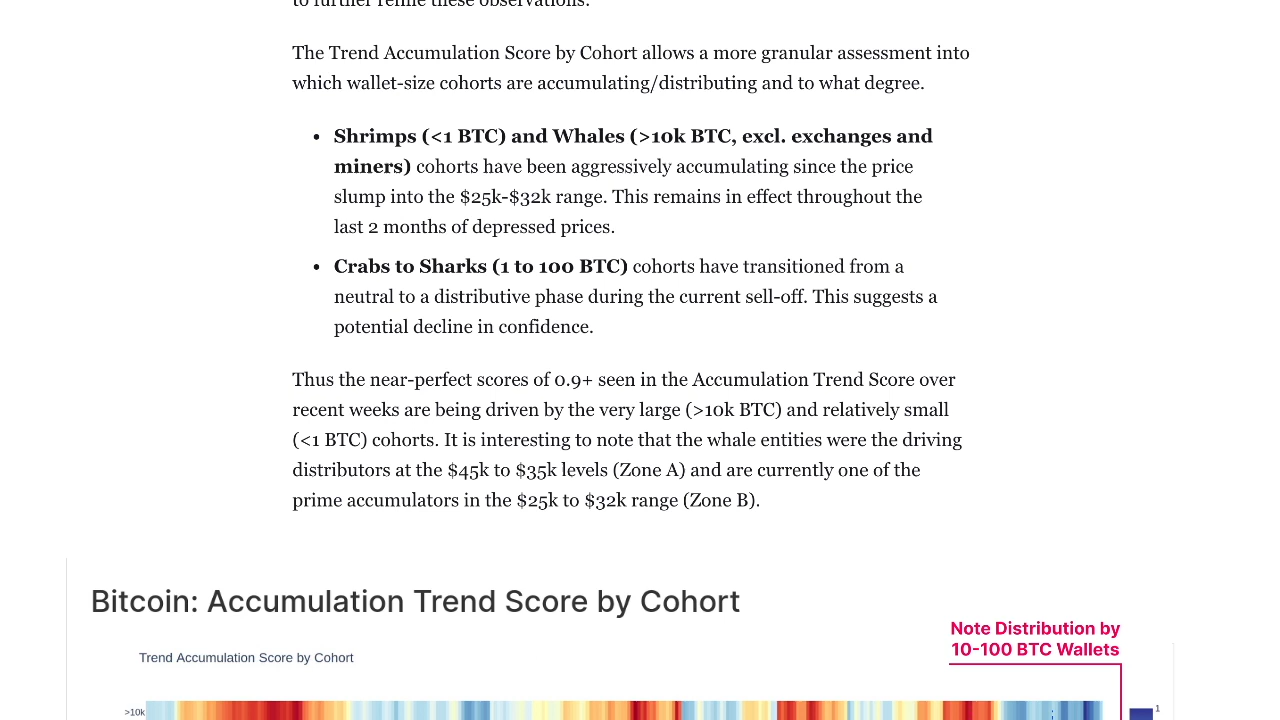 to further refine these observations.
The Trend Accumulation Score by Cohort allows a more granular assessment into
which wallet-size cohorts are accumulating/distributing and to what degree.
• Shrimps (<1 BTC) and Whales (>10k BTC, excl. exchanges and
miners) cohorts have been aggressively accumulating since the price
slump into the $25k-$32k range. This remains in effect throughout the
last 2 months of depressed prices.
• Crabs to Sharks (1 to 100 BTC) cohorts have transitioned from a
neutral to a distributive phase during the current sell-off. This suggests a
potential decline in confidence.
Thus the near-perfect scores of 0.9+ seen in the Accumulation Trend Score over
recent weeks are being driven by the very large (>10k BTC) and relatively small
(<1 BTC) cohorts. It is interesting to note that the whale entities were the driving
distributors at the $45k to $35k levels (Zone A) and are currently one of the
prime accumulators in the $25k to $32k range (Zone B).
Bitcoin: Accumulation Trend Score by Cohort
Note Distribution by
10-100 BTC Wallets
Trend Accumulation Score by Cohort
>10k
1